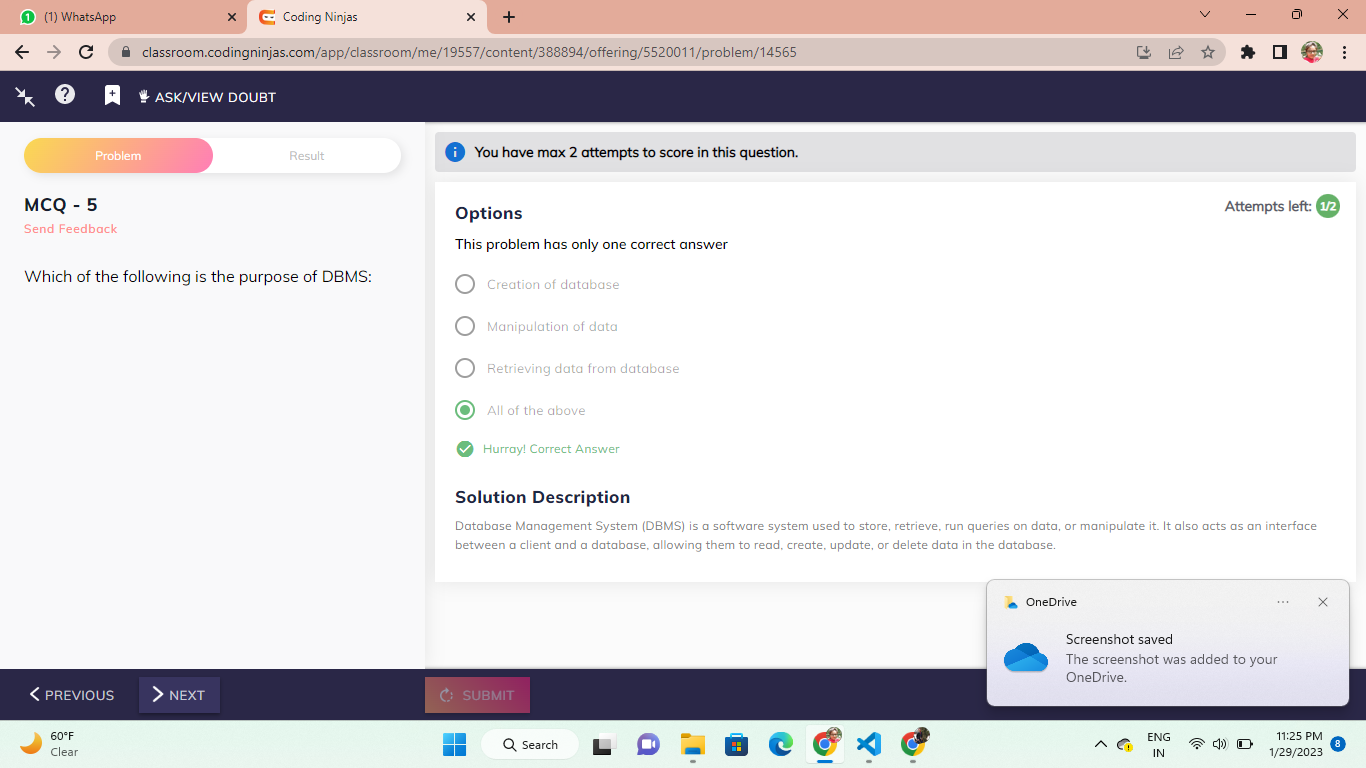 (1) WhatsApp
Coding Ninjas
classroom.codingninjas.com/app/classroom/me/19557/content/388894/offering/5520011/problem/14565
ASK/VIEW DOUBT
Problem
Result
MCQ - 5
Send Feedback
Which of the following is the purpose of DBMS:
You have max 2 attempts to score in this question.
Attempts left: 1/2
Options
This problem has only one correct answer
Creation of database
Manipulation of data
Retrieving data from database
All of the above
Hurray! Correct Answer
Solution Description
Database Management System (DBMS) is a software system used to store, retrieve, run queries on data, or manipulate it. It also acts as an interface
between a client and a database, allowing them to read, create, update, or delete data in the database.
OneDrive
Screenshot saved
The screenshot was added to your
OneDrive.
PREVIOUS
NEXT
SUBMIT
60°F
Clear
Search
ENG
IN
11:25 PM
1/29/2023
8